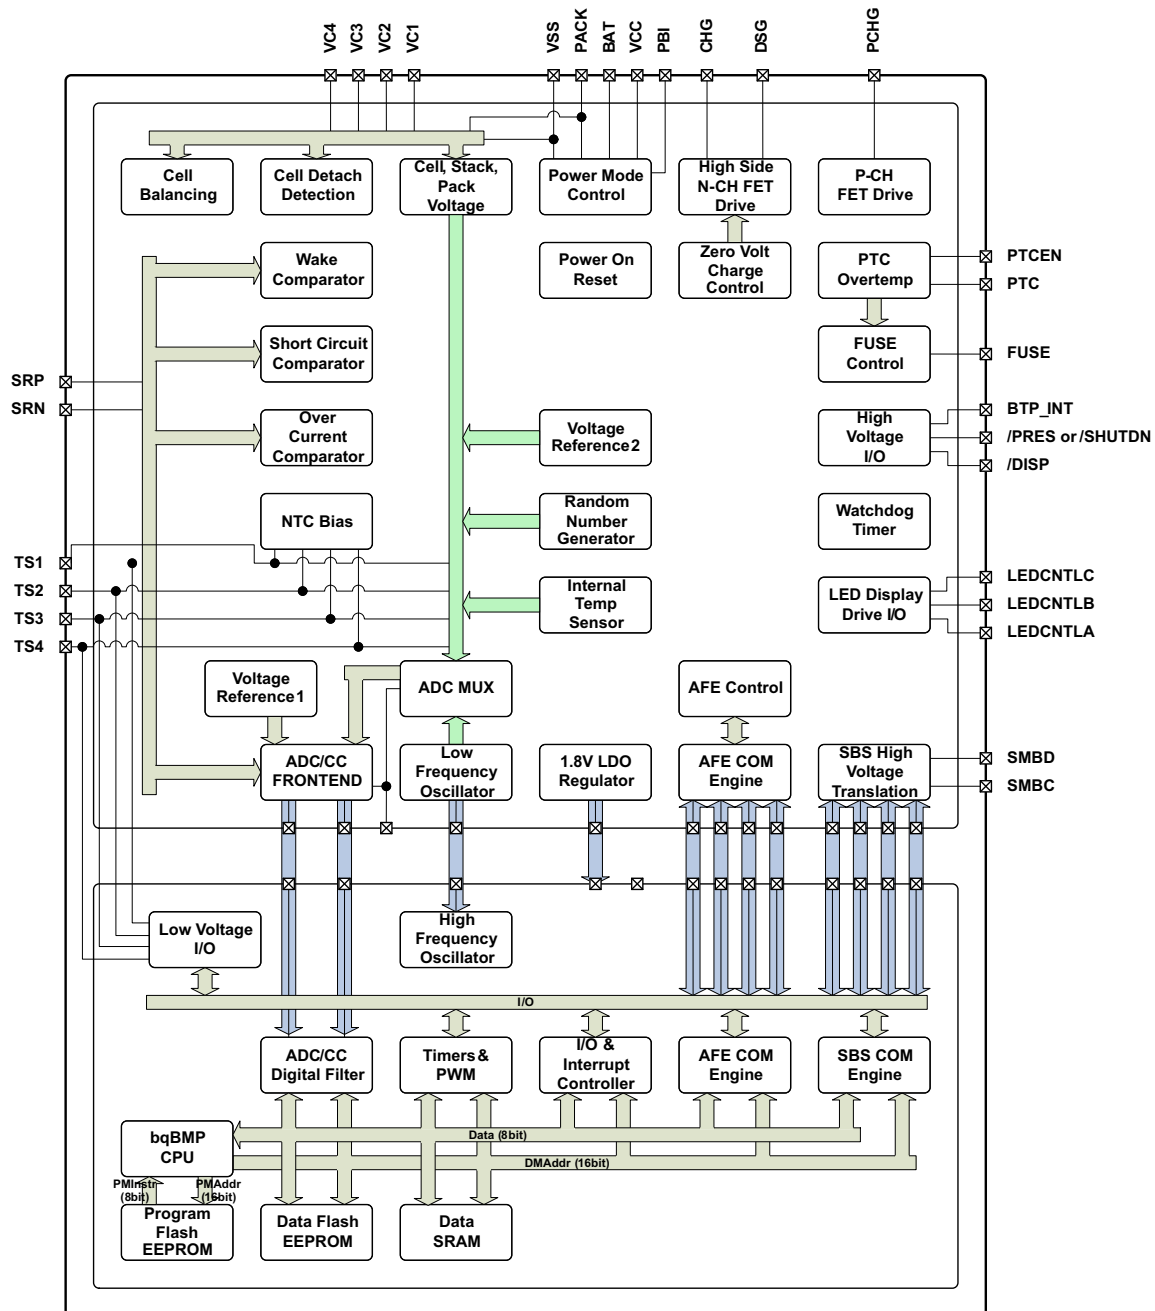 VC4
VC3
VC2
VC1
VSS
PACK
BAT
VCC
PBI
CHG
DSG
PCHG
Cell
Balancing
Cell Detach
Detection
Cell, Stack,
Pack
Voltage
Power Mode
Control
High Side
N-CH FET
Drive
P-CH
FET Drive
Wake
Comparator
Power On
Reset
Zero Volt
Charge
Control
PTC
Overtemp
PTCEN
PTC
Short Circuit
Comparator
FUSE
Control
FUSE
SRP
SRN
Over
Current
Comparator
Voltage
Reference2
High
Voltage
I/O
BTP_INT
/PRES or /SHUTDN
/DISP
NTC Bias
Random
Number
Generator
Watchdog
Timer
TS1
TS2
TS3
TS4
Internal
Temp
Sensor
LED Display
Drive I/O
LEDCNTLC
LEDCNTLB
LEDCNTLA
Voltage
Reference1
ADC MUX
AFE Control
ADC/CC
FRONTEND
Low
Frequency
Oscillator
1.8V LDO
Regulator
AFE COM
Engine
SBS High
Voltage
Translation
SMBD
SMBC
Low Voltage
I/O
High
Frequency
Oscillator
I/O
ADC/CC
Digital Filter
Timers &
PWM
I/O &
Interrupt
Controller
AFE COM
Engine
SBS COM
Engine
bqBMP
CPU
Data (8bit)
DMAddr (16bit)
PMInstr
(8bit)
PMAddr
(16bit)
Program
Flash
EEPROM
Data Flash
EEPROM
Data
SRAM